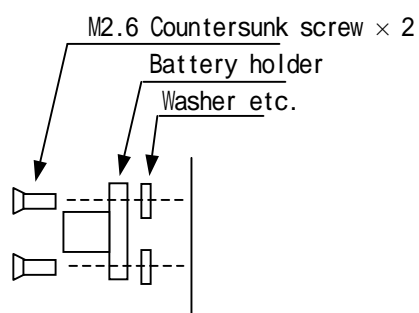 M2.6 Countersunk screw × 2
Battery holder
Washer etc.